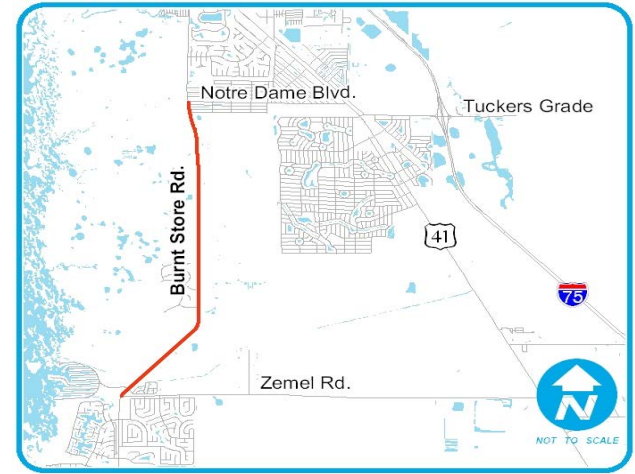 Notre Dame Blvd.
Tuckers Grade
Burnt Store Rd.
41
75
Zemel Rd.
N
NOT TO SCALE